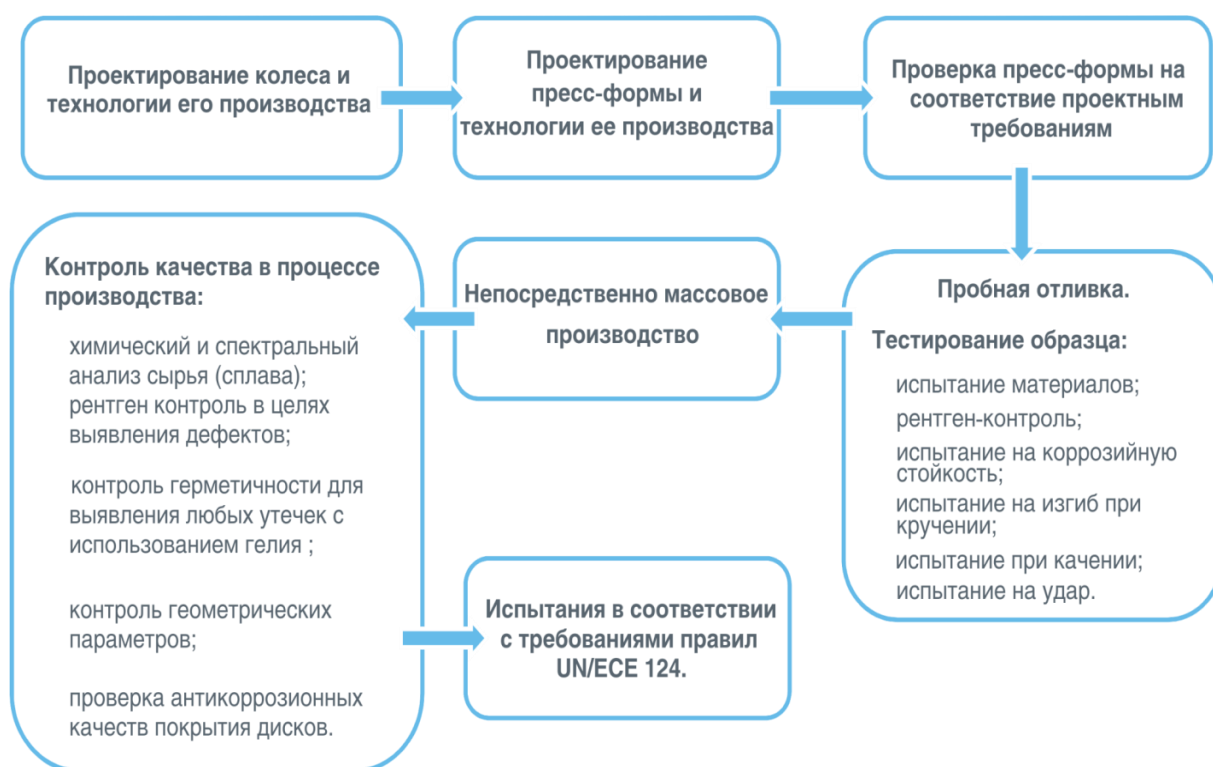 Проектирование колеса и
технологии его производства
Проектирование
пресс-формы и
технологии ее производства
Проверка пресс-формы на
соответствие проектным
требованиям
Пробная отливка.
Тестирование образца:
испытание материалов;
рентген-контроль;
испытание на коррозийную
стойкость;
испытание на изгиб при
кручении;
испытание при качении;
испытание на удар.
Непосредственно массовое
производство
Контроль качества в процессе
производства:
химический и спектральный
анализ сырья (сплава);
рентген контроль в целях
выявления дефектов;
контроль герметичности для
выявления любых утечек с
использованием гелия ;
контроль геометрических
параметров;
проверка антикоррозионных
качеств покрытия дисков.
Испытания в соответствии
с требованиями правил
UN/ECE 124.